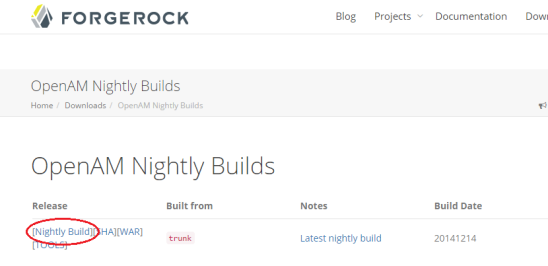 FORGEROCK
Blog Projects Documentation
OpenAM Nightly Builds
Home / Downloads / OpenAM Nightly Builds
OpenAM Nightly Builds
Release Built from Notes Build Date
[Nightly Build][SHA][WAR] trunk Latest nightly build 20141214
[TOOLS]